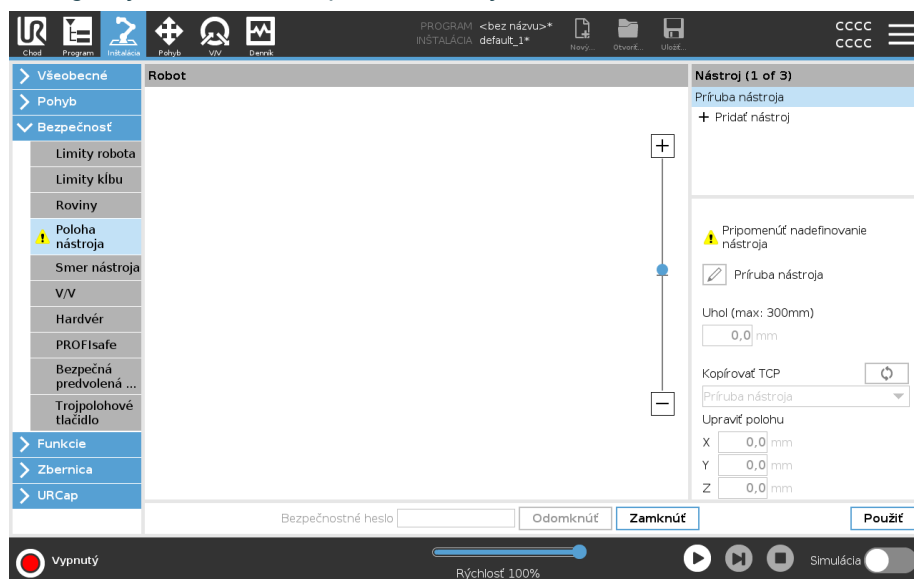 PROGRAM <bez názvu>*
INŠTALÁCIA default_1*
Chod
Program
Inštalácia
Pohyb
V/V
Denník
Nový...
Otvoriť...
Uložiť...
CCCC
CCCC
Všeobecné
Pohyb
Bezpečnosť
Limity robota
Limity kĺbu
Roviny
Poloha
nástroja
Smer nástroja
V/V
Hardvér
PROFIsafe
Bezpečná
predvolená ...
Trojpolohové
tlačidlo
Funkcie
Zbernica
URCap
Robot
Nástroj (1 of 3)
Príruba nástroja
+ Pridať nástroj
Pripomenúť nadefinovanie
nástroja
Príruba nástroja
Uhol (max: 300mm)
0,0 mm
Kopírovať TCP
Príruba nástroja
Upraviť polohu
X 0,0 mm
Y 0,0 mm
Z 0,0 mm
Bezpečnostné heslo
Odomknúť
Zamknúť
Použiť
Vypnutý
Rýchlosť 100%
Simulácia